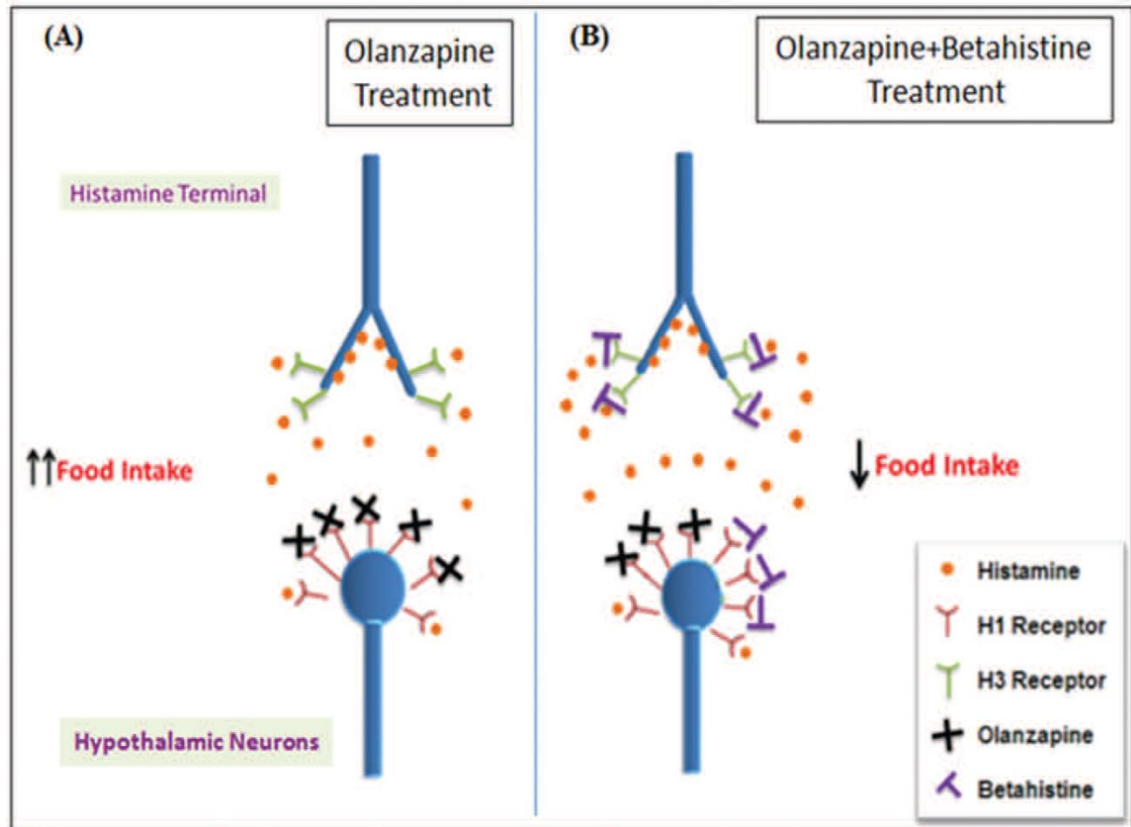 (A)
Olanzapine
Treatment
(B)
Olanzapine+Betahistine
Treatment
Histamine Terminal
↑↑Food Intake
↓ Food Intake
Hypothalamic Neurons
Histamine
H1 Receptor
H3 Receptor
Olanzapine
Betahistine